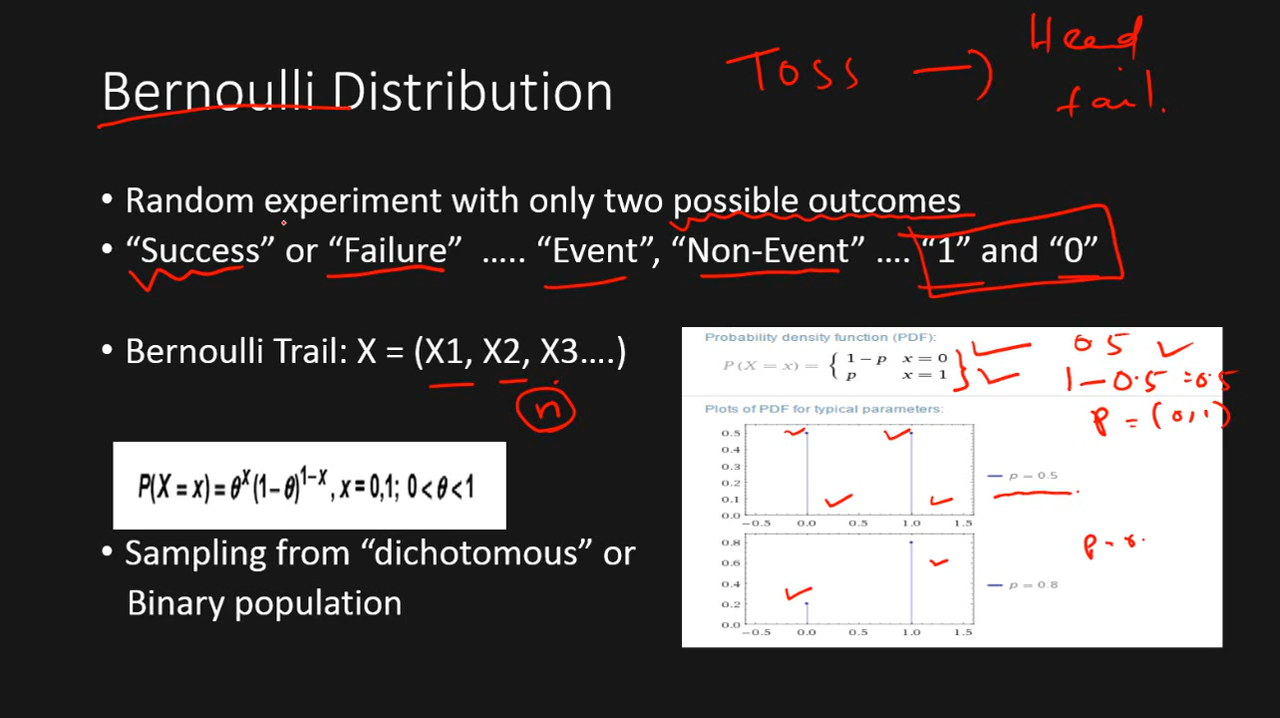 Toss → Head
fail.
Bernoulli Distribution
• Random experiment with only two possible outcomes
• “Success” or “Failure” ….. “Event”, “Non-Event” …. “1” and “0”
• Bernoulli Trail: X = (X1, X2, X3….)
n
Probability density function (PDF):
P(X = x) = { 1 − p x = 0
p x = 1
0.5
1 - 0.5 = 0.5
p = (0,1)
Plots of PDF for typical parameters:
0.5
0.4
0.3
0.2
0.1
0.0
−0.5 0.0 0.5 1.0 1.5
p = 0.5
0.8
0.6
0.4
0.2
0.0
−0.5 0.0 0.5 1.0 1.5
p = 0.8
P(X = x) = θ^x (1 − θ)^{1−x}, x = 0,1; 0 < θ < 1
• Sampling from “dichotomous” or
Binary population